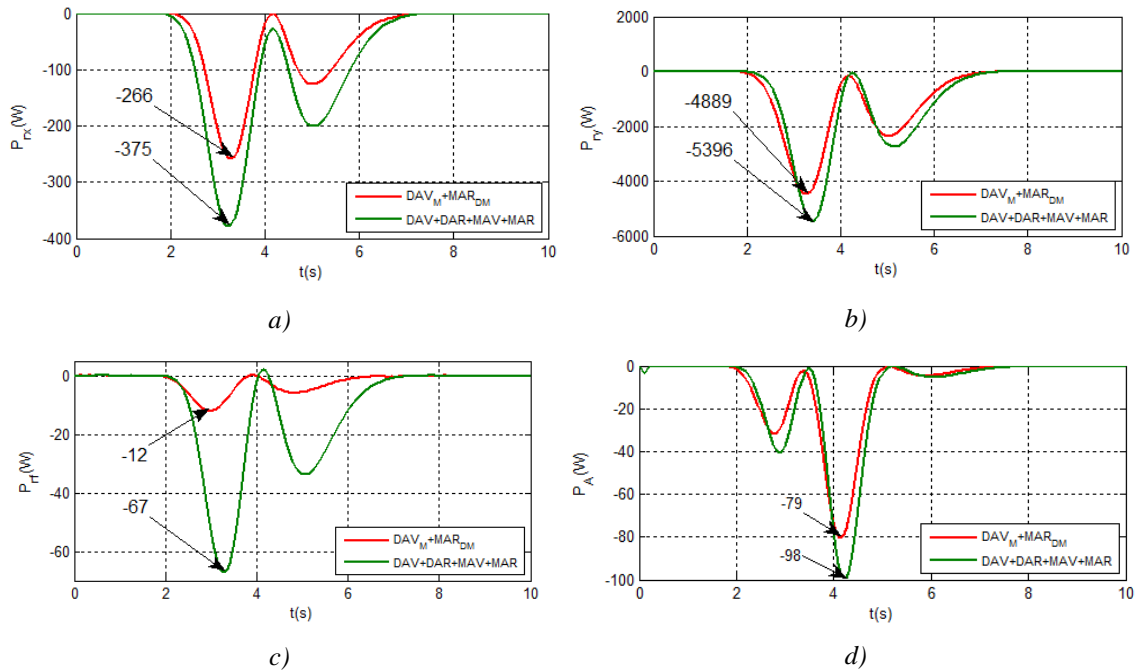 0
-100
-200
-300
-400
P_rx(W)
-266
-375
DAV_M+MAR_DM
DAV+DAR+MAV+MAR
0 2 4 6 8 10
t(s)
a)
2000
0
-2000
-4000
-6000
P_ry(W)
-4889
-5396
DAV_M+MAR_DM
DAV+DAR+MAV+MAR
0 2 4 6 8 10
t(s)
b)
0
-20
-40
-60
P_rf(W)
-12
-67
DAV_M+MAR_DM
DAV+DAR+MAV+MAR
0 2 4 6 8 10
t(s)
c)
0
-20
-40
-60
-80
-100
P_A(W)
-79
-98
DAV_M+MAR_DM
DAV+DAR+MAV+MAR
0 2 4 6 8 10
t(s)
d)